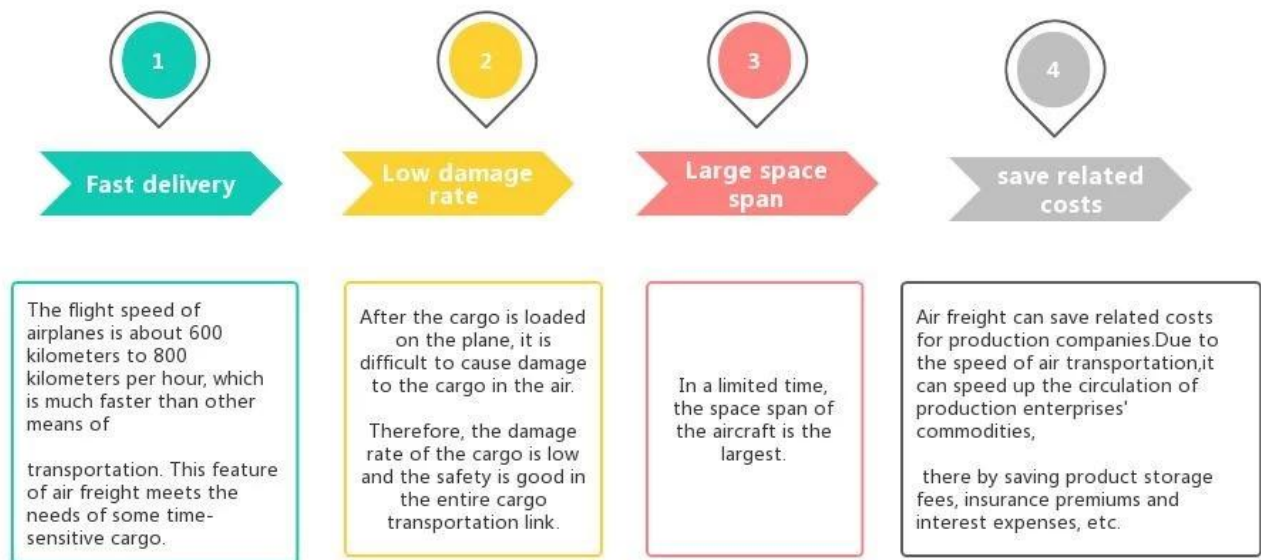 1
Fast delivery
The flight speed of
airplanes is about 600
kilometers to 800
kilometers per hour, which
is much faster than other
means of
transportation. This feature
of air freight meets the
needs of some time-
sensitive cargo.
2
Low damage
rate
After the cargo is loaded
on the plane, it is
difficult to cause damage
to the cargo in the air.
Therefore, the damage
rate of the cargo is low
and the safety is good in
the entire cargo
transportation link.
3
Large space
span
In a limited time,
the space span of
the aircraft is the
largest.
4
save related
costs
Air freight can save related costs
for production companies.Due to
the speed of air transportation,it
can speed up the circulation of
production enterprises'
commodities,
there by saving product storage
fees, insurance premiums and
interest expenses, etc.